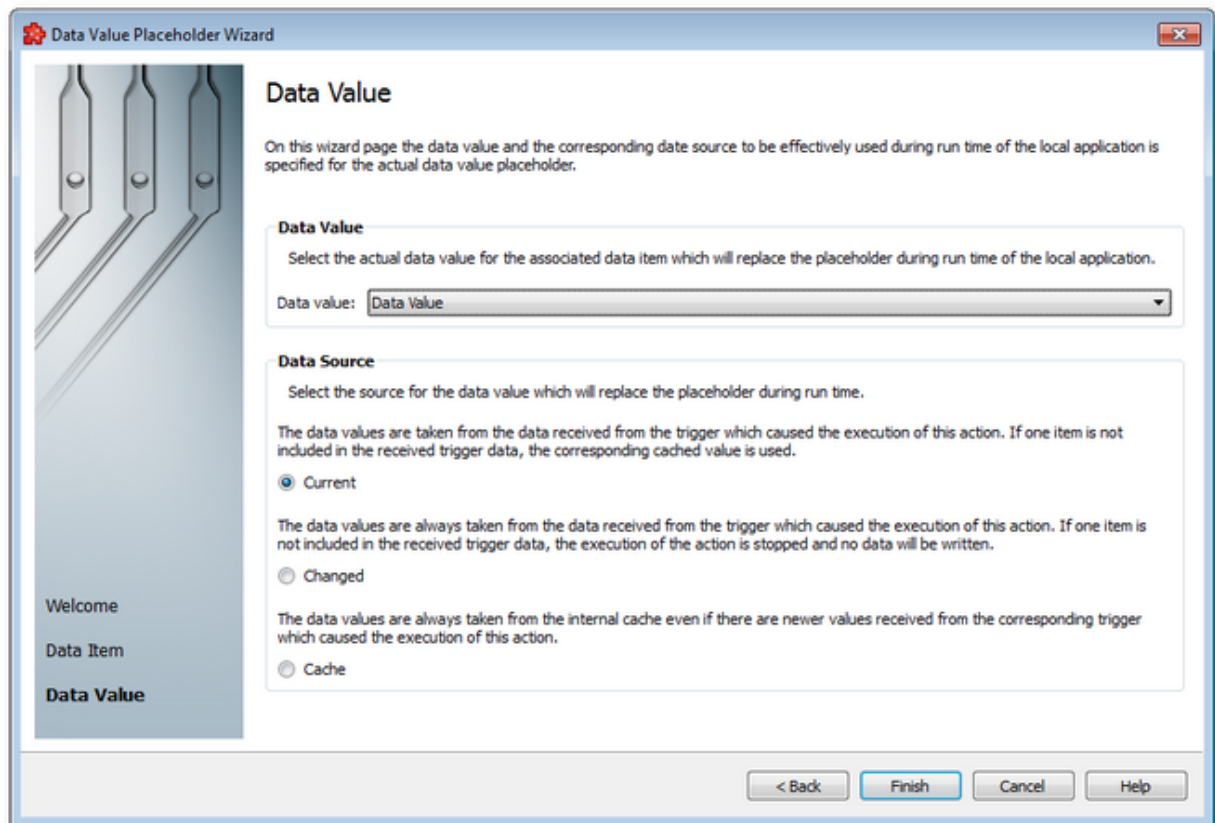 Data Value Placeholder Wizard
Data Value
On this wizard page the data value and the corresponding date source to be effectively used during run time of the local application is
specified for the actual data value placeholder.
Data Value
Select the actual data value for the associated data item which will replace the placeholder during run time of the local application.
Data value: Data Value
Data Source
Select the source for the data value which will replace the placeholder during run time.
The data values are taken from the data received from the trigger which caused the execution of this action. If one item is not
included in the received trigger data, the corresponding cached value is used.
Current
The data values are always taken from the data received from the trigger which caused the execution of this action. If one item is
not included in the received trigger data, the execution of the action is stopped and no data will be written.
Changed
The data values are always taken from the internal cache even if there are newer values received from the corresponding trigger
which caused the execution of this action.
Cache
Welcome
Data Item
Data Value
< Back
Finish
Cancel
Help